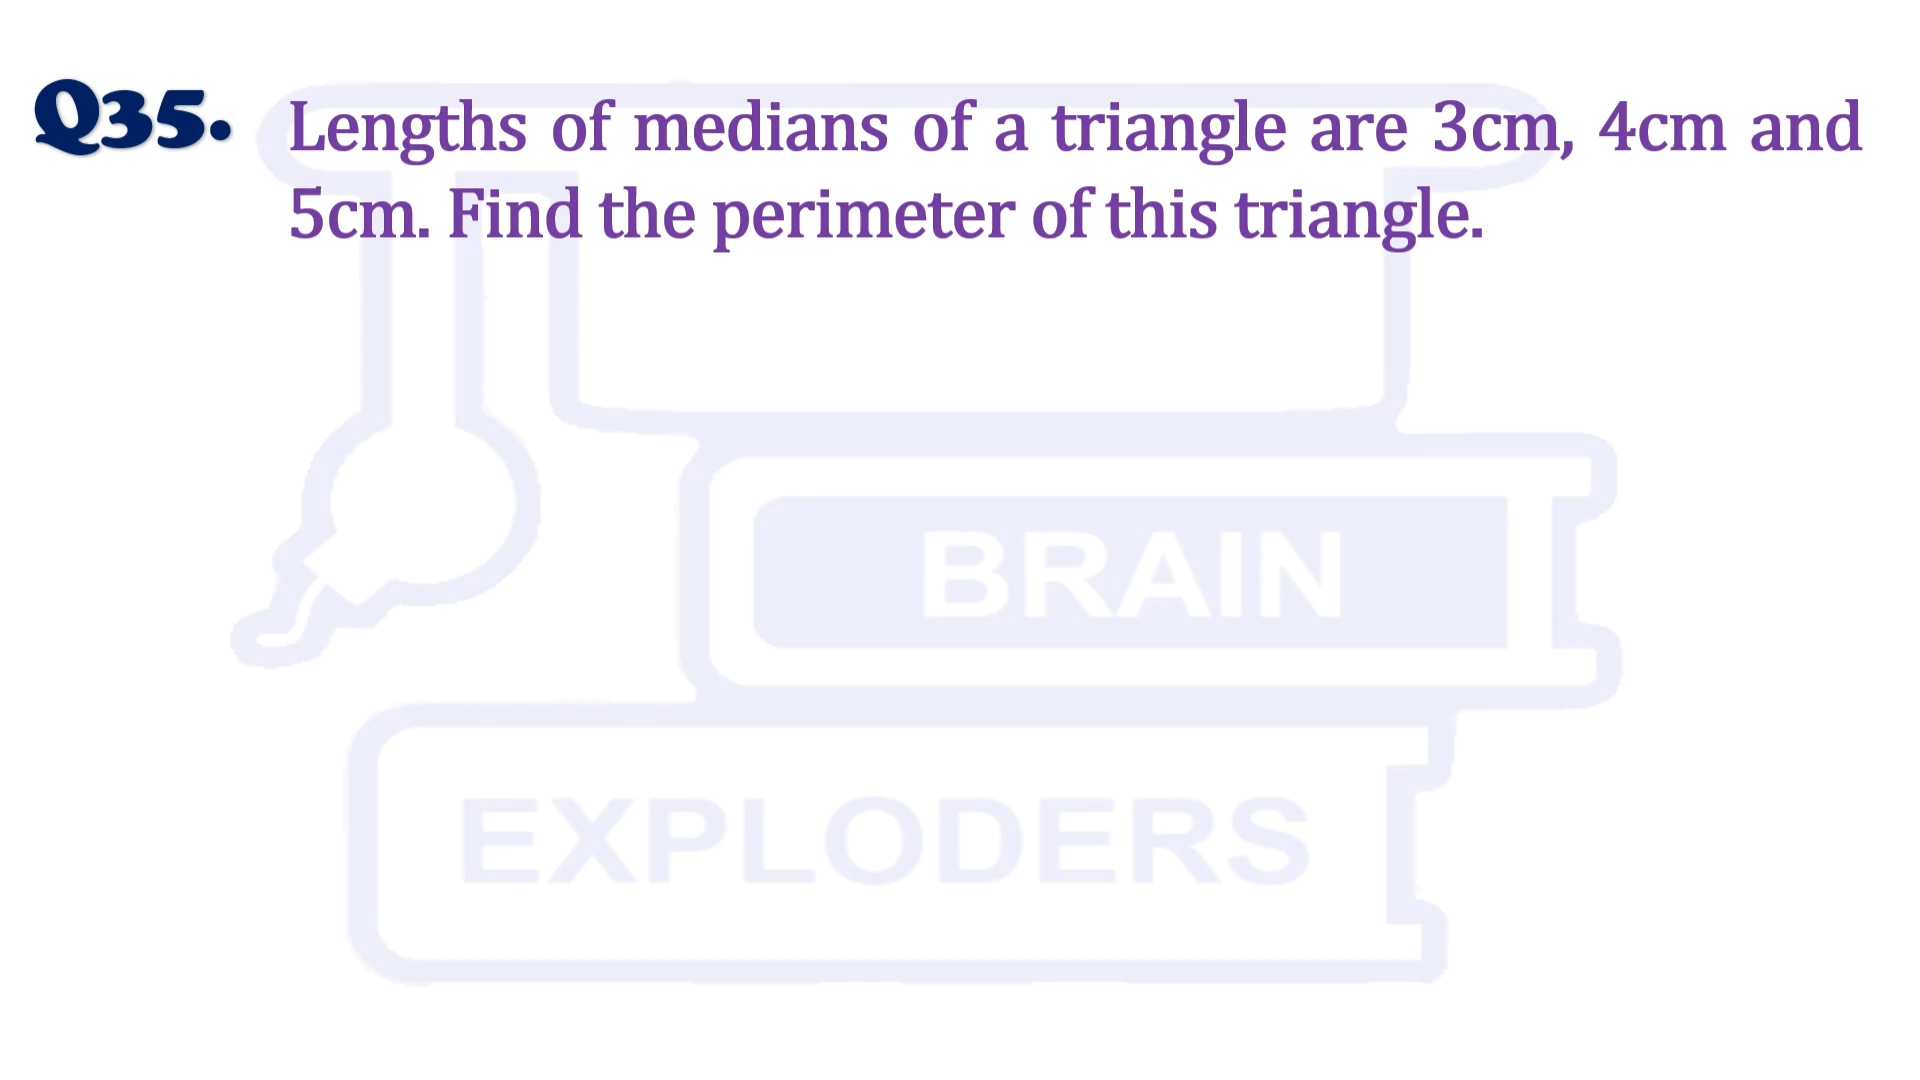 Q35. Lengths of medians of a triangle are 3cm, 4cm and
5cm. Find the perimeter of this triangle.
BRAIN
EXPLODERS